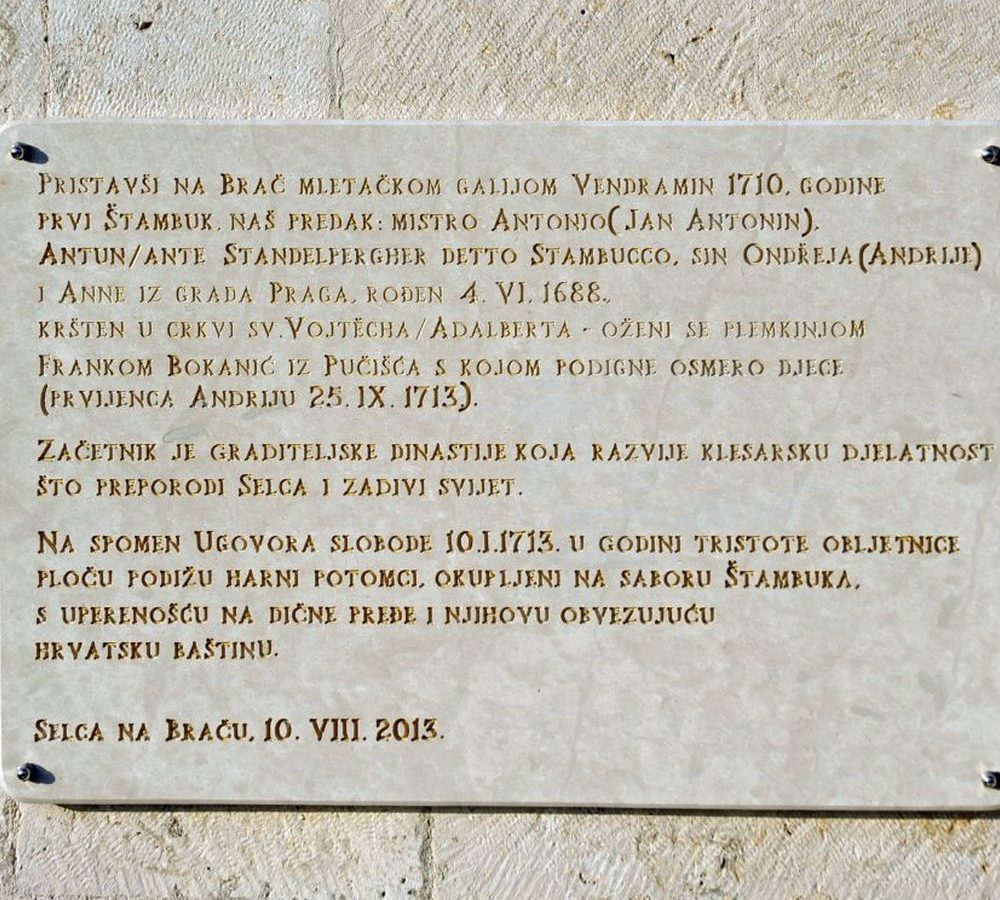 Pristavši na Brač mletačkom galijom Vendramin 1710. godine
prvi Štambuk, naš predak: mistro Antonio(Jan Antonin),
Antun/ante Standelpergher detto Stambucco, sin Ondřeja(Andrije)
i Anne iz grada Praga, rođen 4. VI. 1688.,
kršten u crkvi sv.Vojtěcha/Adalberta - oženi se plemkinjom
Frankom Bokanić iz Pučišća s kojom podigne osmero djece
(prvijenca Andriju 25. IX. 1713.).
Začetnik je graditeljske dinastije koja razvije klesarsku djelatnost
što preporodi Selca i zadivi svijet.
Na spomen Ugovora slobode 10.I.1713. u godini tristote obljetnice
ploču podižu harni potomci, okupljeni na saboru Štambuka,
s uperenošću na dične pređe i njihovu obvezujuću
hrvatsku baštinu.
Selca na Braču, 10. VIII. 2013.